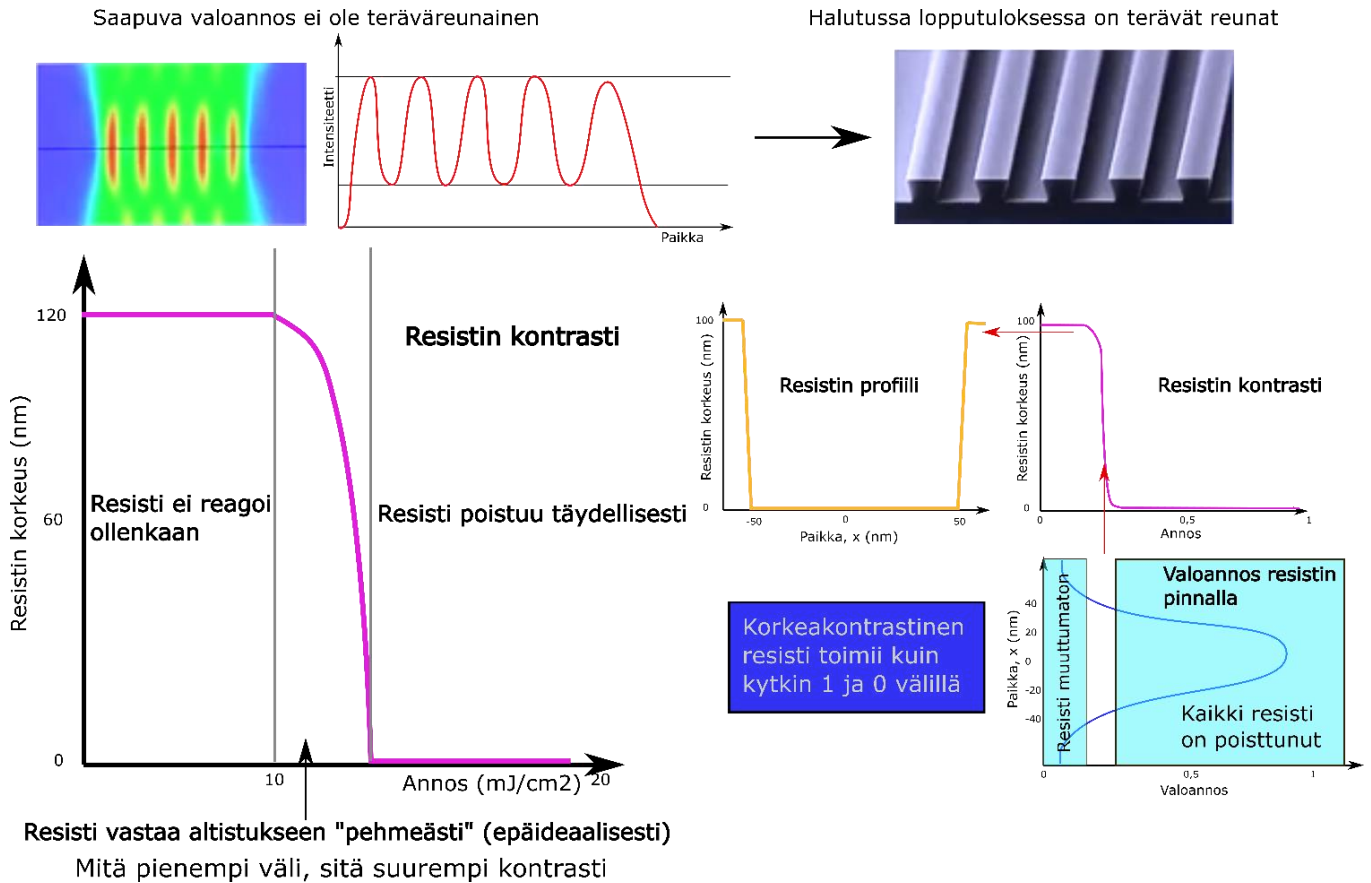 Saapuva valoannos ei ole teräväreunainen
Halutussa lopputuloksessa on terävät reunat
Intensiteetti
Paikka
Resistin korkeus (nm)
120
60
0
10
20
Annos (mJ/cm2)
Resistin kontrasti
Resisti ei reagoi
ollenkaan
Resisti poistuu täydellisesti
Resisti vastaa altistukseen "pehmeästi" (epäideaalisesti)
Mitä pienempi väli, sitä suurempi kontrasti
Resistin korkeus (nm)
100
0
Resistin profiili
-50
0
50
Paikka, x (nm)
Resistin korkeus (nm)
100
0
Resistin kontrasti
0
0,5
1
Annos
Korkeakontrastinen
resisti toimii kuin
kytkin 1 ja 0 välillä
Paikka, x (nm)
40
20
0
-20
-40
Resisti muuttumaton
Valoannos resistin
pinnalla
Kaikki resisti
on poisttunut
0
0,5
1
Valoannos